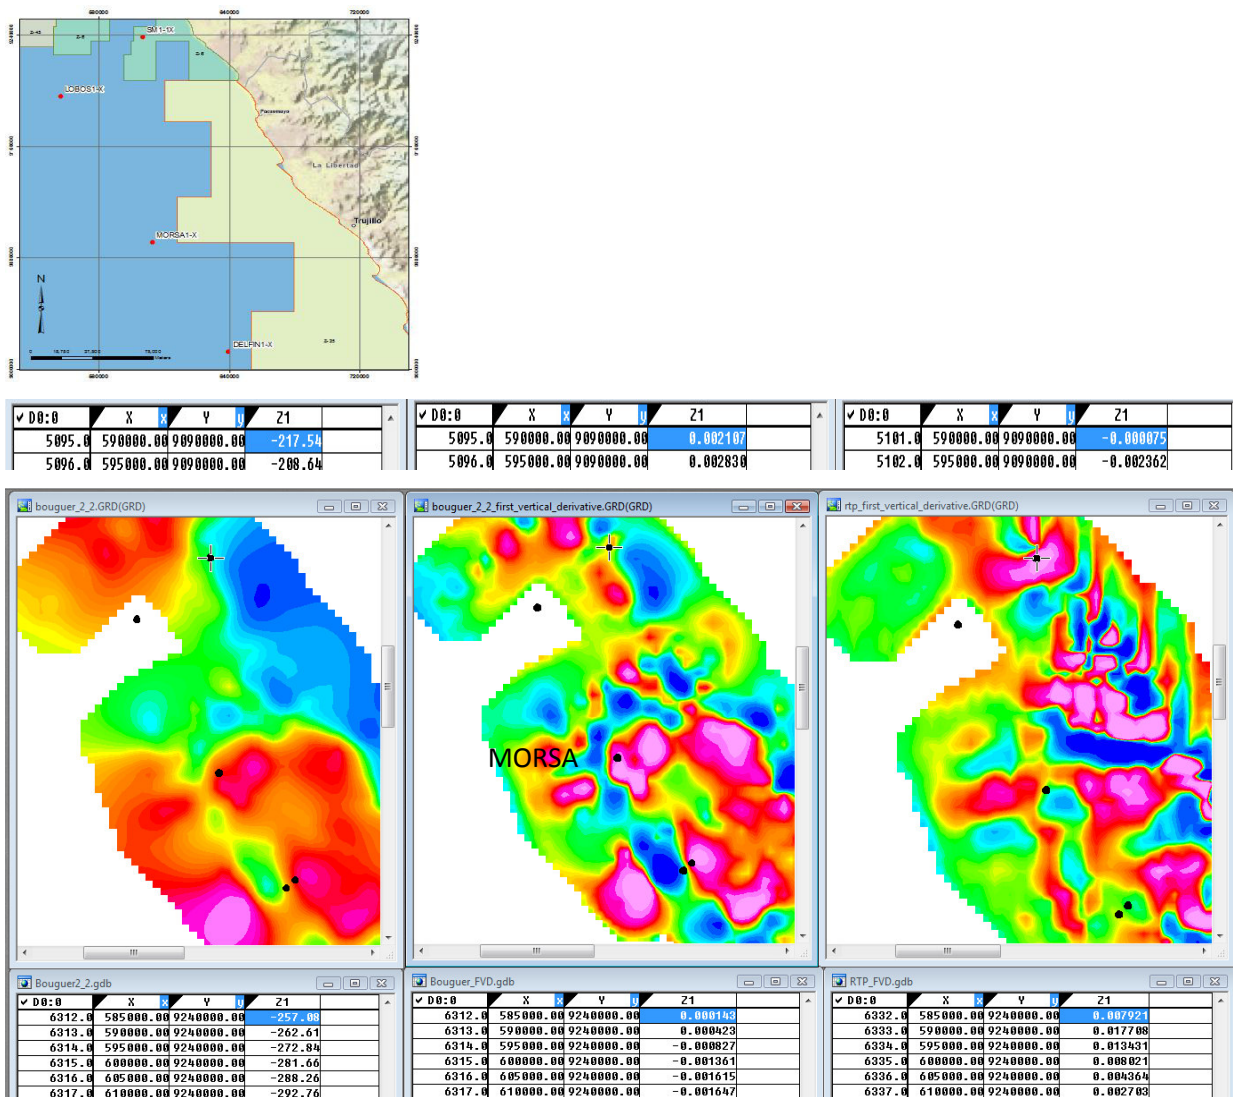 560000 640000 720000
SM 1-1X
LOBOS1-X
Pacasmayo
La Libertad
Trujillo
MORSA1-X
N
DELFIN1-X
✓ D0:0 X x Y y Z1
5095.0 590000.00 9090000.00 -217.54
5096.0 595000.00 9090000.00 -208.64
✓ D0:0 X x Y y Z1
5095.0 590000.00 9090000.00 0.002107
5096.0 595000.00 9090000.00 0.002830
✓ D0:0 X x Y y Z1
5101.0 590000.00 9090000.00 -0.000075
5102.0 595000.00 9090000.00 -0.002362
bouguer_2_2.GRD(GRD)
bouguer_2_2_first_vertical_derivative.GRD(GRD)
rtp_first_vertical_derivative.GRD(GRD)
MORSA
Bouguer2_2.gdb
✓ D0:0 X x Y y Z1
6312.0 585000.00 9240000.00 -257.08
6313.0 590000.00 9240000.00 -262.61
6314.0 595000.00 9240000.00 -272.84
6315.0 600000.00 9240000.00 -281.66
6316.0 605000.00 9240000.00 -288.26
6317.0 610000.00 9240000.00 -292.76
Bouguer_FVD.gdb
✓ D0:0 X x Y y Z1
6312.0 585000.00 9240000.00 0.000143
6313.0 590000.00 9240000.00 0.000423
6314.0 595000.00 9240000.00 -0.000827
6315.0 600000.00 9240000.00 -0.001361
6316.0 605000.00 9240000.00 -0.001615
6317.0 610000.00 9240000.00 -0.001647
RTP_FVD.gdb
✓ D0:0 X x Y y Z1
6332.0 585000.00 9240000.00 0.007921
6333.0 590000.00 9240000.00 0.017708
6334.0 595000.00 9240000.00 0.013431
6335.0 600000.00 9240000.00 0.008021
6336.0 605000.00 9240000.00 0.004364
6337.0 610000.00 9240000.00 0.002703